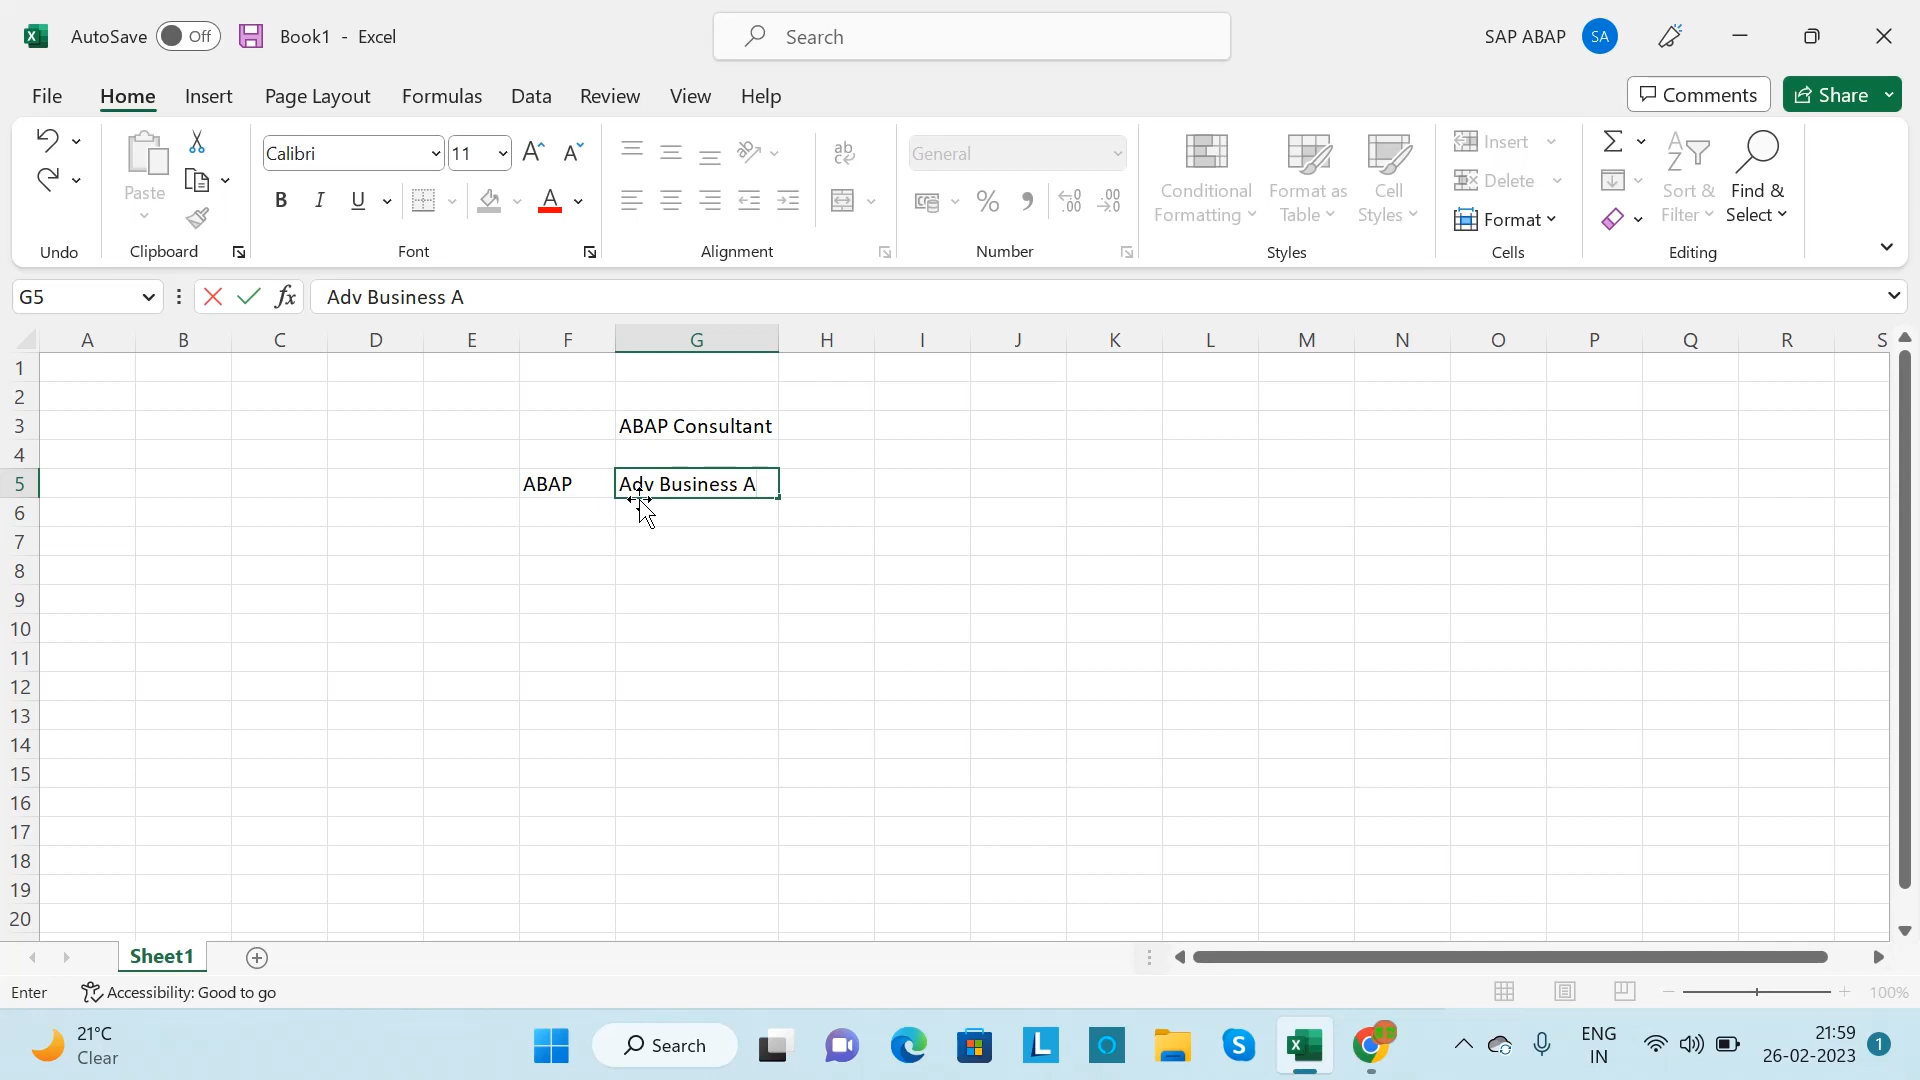 AutoSave Off Book1 - Excel Search SAP ABAP SA
File Home Insert Page Layout Formulas Data Review View Help Comments Share
Calibri 11 General Insert
Paste Conditional Format as Cell Delete Sort & Find &
Formatting Table Styles Format Filter Select
Undo Clipboard Font Alignment Number Styles Cells Editing
G5 fx Adv Business A
A B C D E F G H I J K L M N O P Q R S
1
2
3 ABAP Consultant
4
5 ABAP Adv Business A
6
7
8
9
10
11
12
13
14
15
16
17
18
19
20
Sheet1
Enter Accessibility: Good to go 100%
21°C Search ENG 21:59
Clear IN 26-02-2023 1